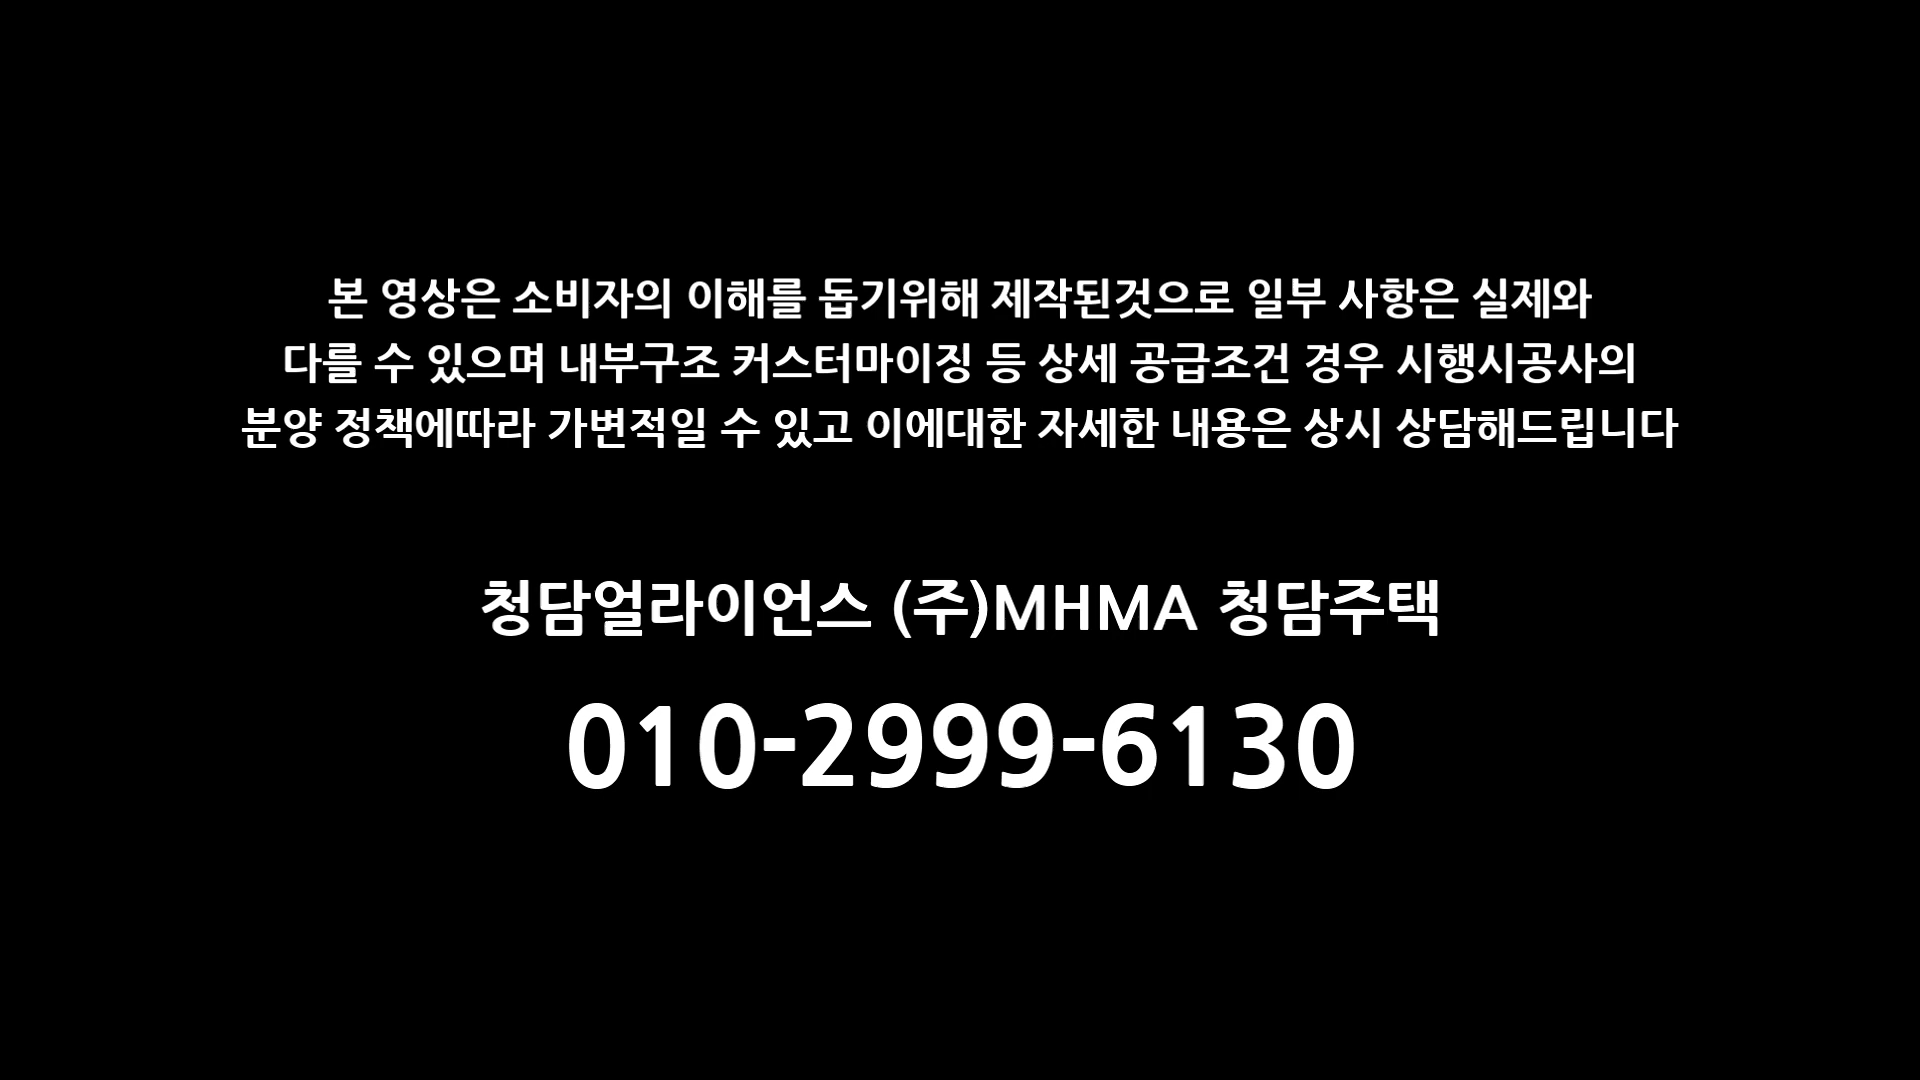 본 영상은 소비자의 이해를 돕기위해 제작된것으로 일부 사항은 실제와
다를 수 있으며 내부구조 커스터마이징 등 상세 공급조건 경우 시행시공사의
분양 정책에따라 가변적일 수 있고 이에대한 자세한 내용은 상시 상담해드립니다
청담얼라이언스 (주)MHMA 청담주택
010-2999-6130